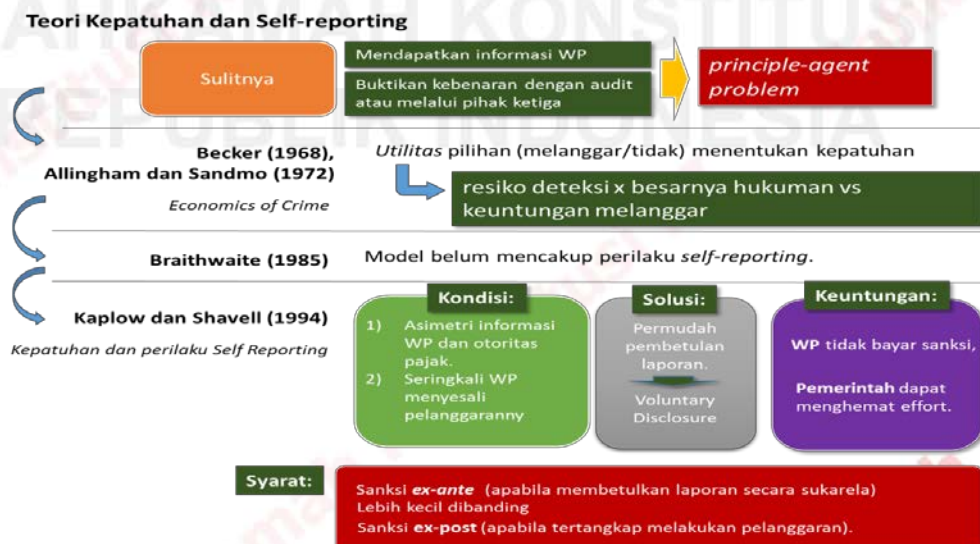 MAHKAMAH KONSTITUSI
REPUBLIK INDONESIA
Teori Kepatuhan dan Self-reporting
Sulitnya
Mendapatkan informasi WP
Buktikan kebenaran dengan audit
atau melalui pihak ketiga
principle-agent
problem
Becker (1968),
Allingham dan Sandmo (1972)
Economics of Crime
Utilitas pilihan (melanggar/tidak) menentukan kepatuhan
resiko deteksi x besarnya hukuman vs
keuntungan melanggar
Braithwaite (1985)
Model belum mencakup perilaku self-reporting.
Kaplow dan Shavell (1994)
Kepatuhan dan perilaku Self Reporting
Kondisi:
1) Asimetri informasi
WP dan otoritas
pajak.
2) Seringkali WP
menyesali
pelanggaranny
Solusi:
Permudah
pembetulan
laporan.
Voluntary
Disclosure
Keuntungan:
WP tidak bayar sanksi,
Pemerintah dapat
menghemat effort.
Syarat:
Sanksi ex-ante (apabila membetulkan laporan secara sukarela)
Lebih kecil dibanding
Sanksi ex-post (apabila tertangkap melakukan pelanggaran).